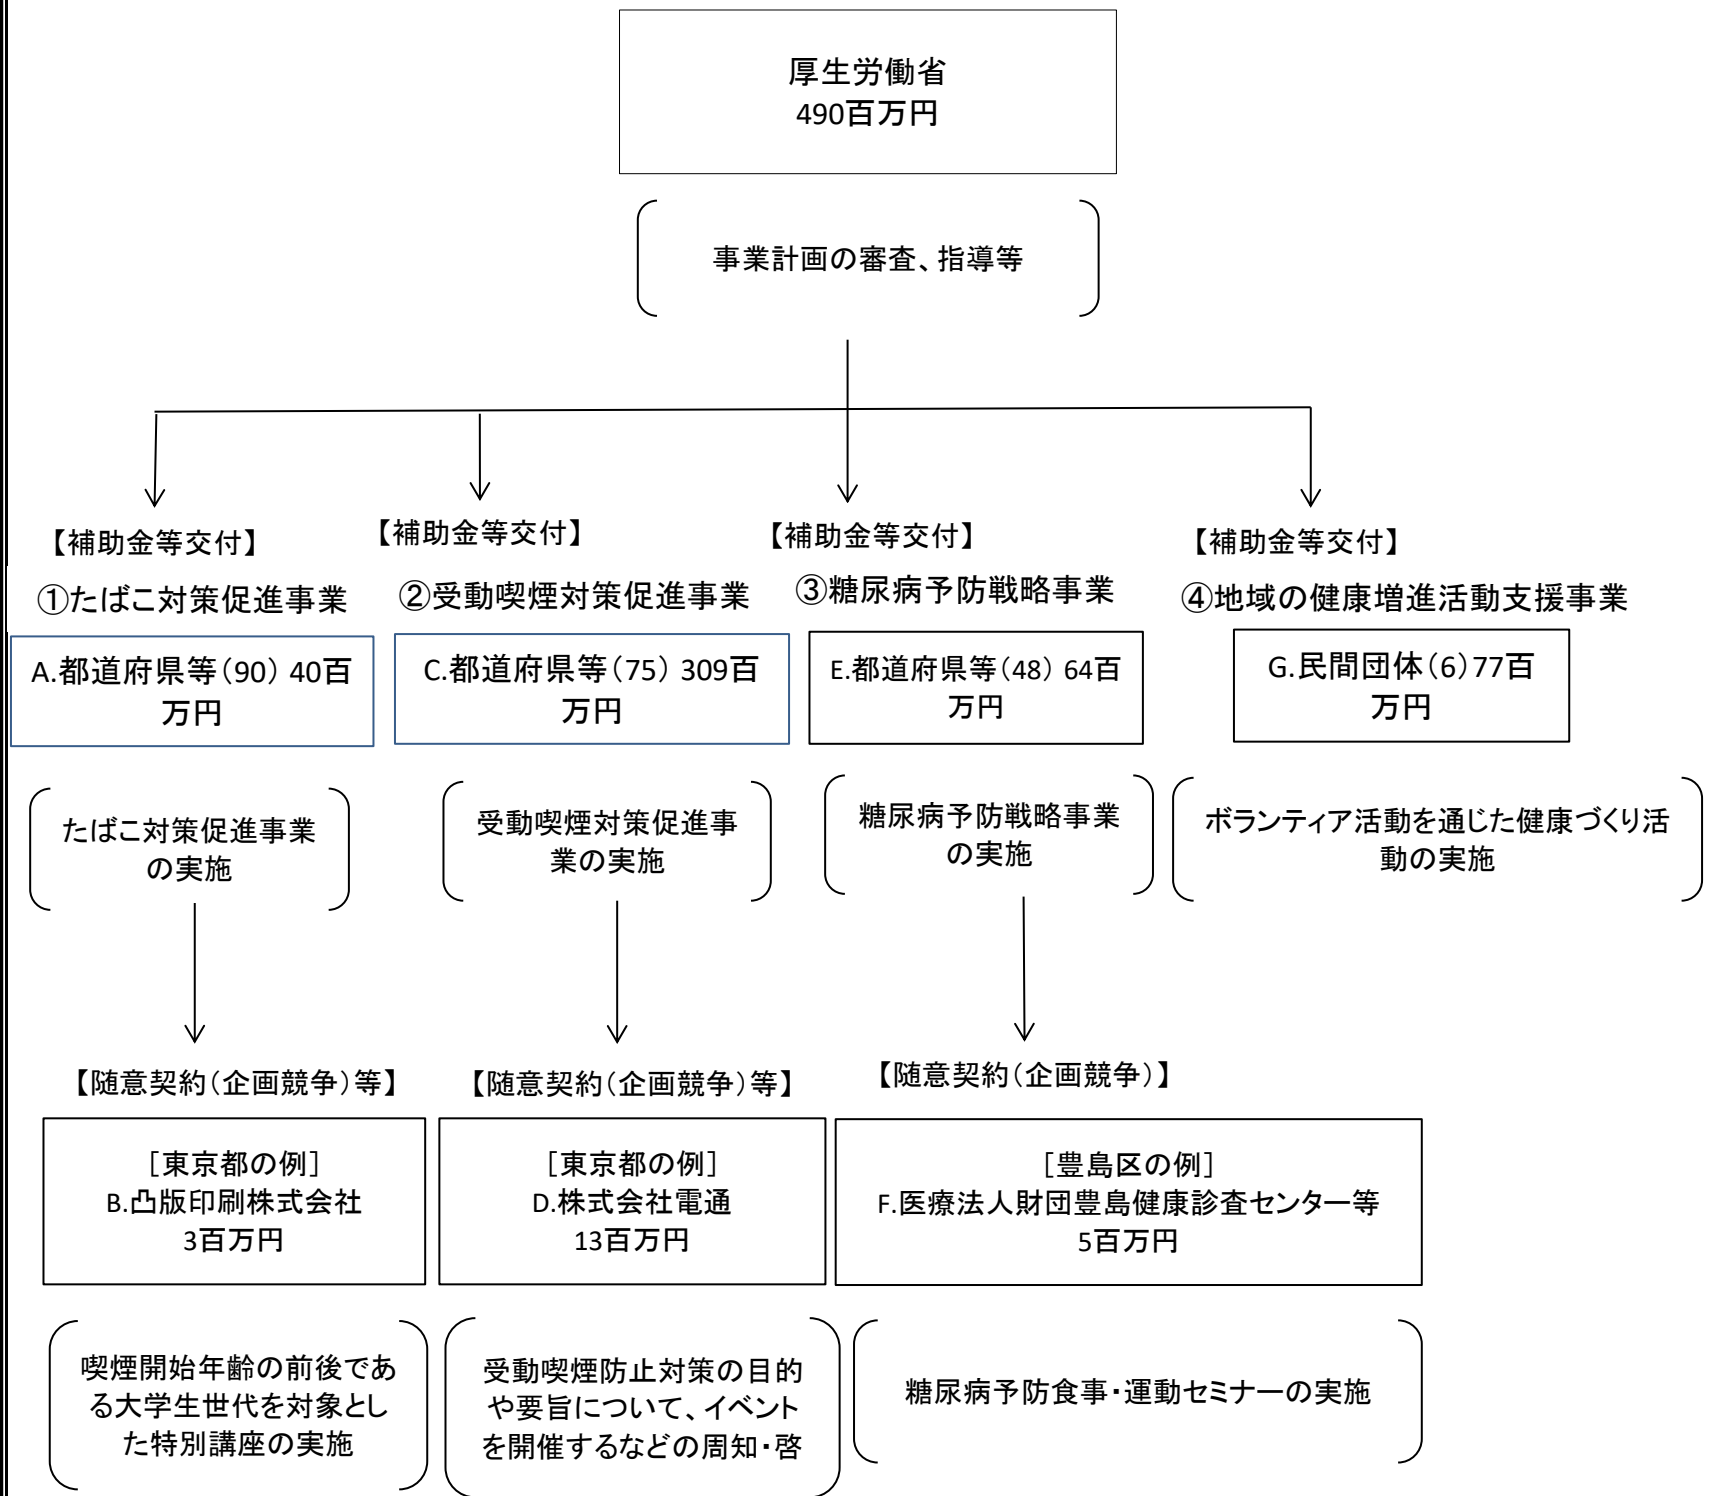 厚生労働省
490百万円
事業計画の審査、指導等
【補助金等交付】
①たばこ対策促進事業
A.都道府県等（90） 40百
万円
たばこ対策促進事業
の実施
【随意契約（企画競争）等】
［東京都の例］
B.凸版印刷株式会社
3百万円
喫煙開始年齢の前後であ
る大学生世代を対象とし
た特別講座の実施
【補助金等交付】
②受動喫煙対策促進事業
C.都道府県等（75） 309百
万円
受動喫煙対策促進事
業の実施
【随意契約（企画競争）等】
［東京都の例］
D.株式会社電通
13百万円
受動喫煙防止対策の目的
や要旨について、イベント
を開催するなどの周知・啓
【補助金等交付】
③糖尿病予防戦略事業
E.都道府県等（48） 64百
万円
糖尿病予防戦略事業
の実施
【随意契約（企画競争）】
［豊島区の例］
F.医療法人財団豊島健康診査センター等
5百万円
糖尿病予防食事・運動セミナーの実施
【補助金等交付】
④地域の健康増進活動支援事業
G.民間団体（6）77百
万円
ボランティア活動を通じた健康づくり活
動の実施